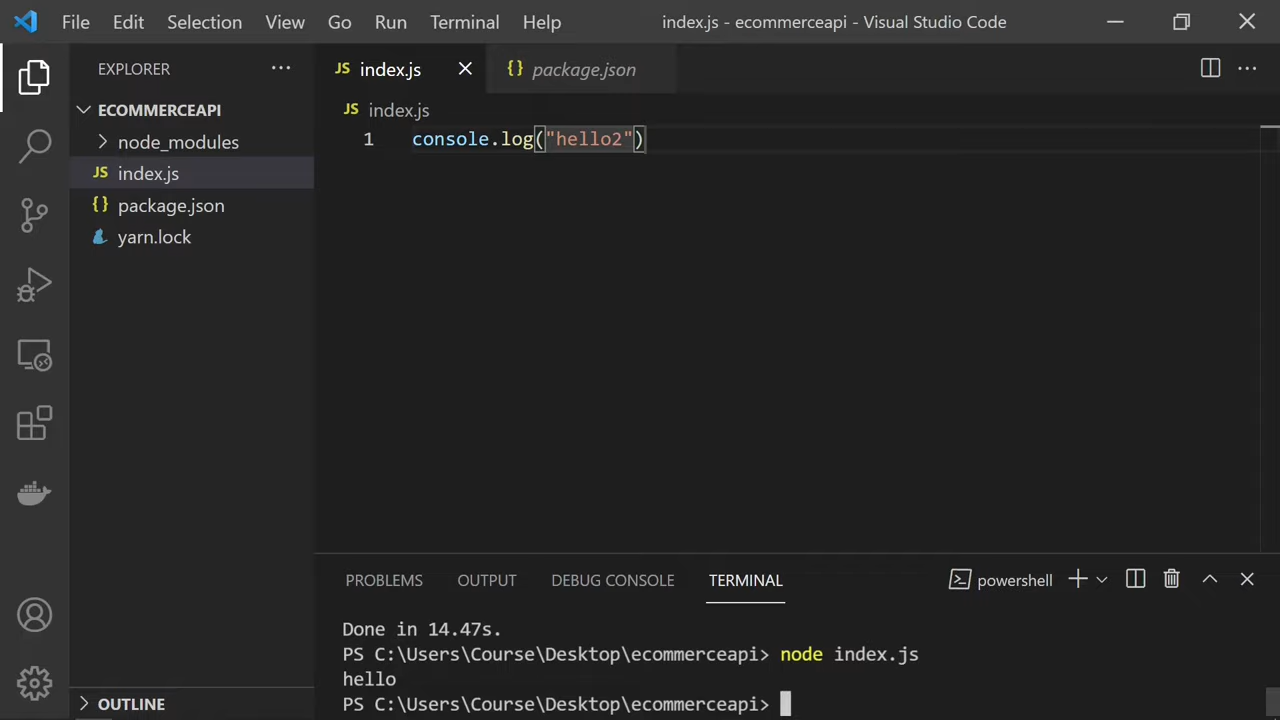 File Edit Selection View Go Run Terminal Help index.js - ecommerceapi - Visual Studio Code
EXPLORER
ECOMMERCEAPI
node_modules
JS index.js
{} package.json
yarn.lock
OUTLINE
JS index.js {} package.json
JS index.js
1 console.log("hello2")
PROBLEMS OUTPUT DEBUG CONSOLE TERMINAL powershell
Done in 14.47s.
PS C:\Users\Course\Desktop\ecommerceapi> node index.js
hello
PS C:\Users\Course\Desktop\ecommerceapi>